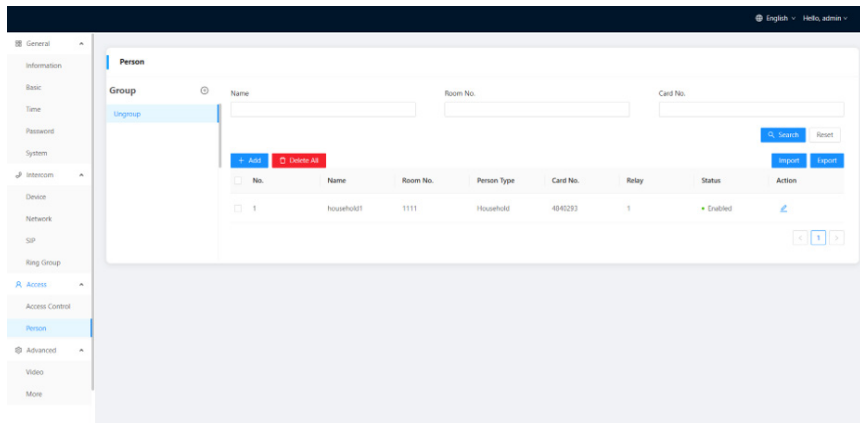 English Hello, admin
General
Information
Basic
Time
Password
System
Intercom
Device
Network
SIP
Ring Group
Access
Access Control
Person
Advanced
Video
More
Person
Group
Ungroup
Name Room No. Card No.
Search Reset
+ Add Delete All Import Export
No. Name Room No. Person Type Card No. Relay Status Action
1 household1 1111 Household 4840293 1 Enabled
< 1 >